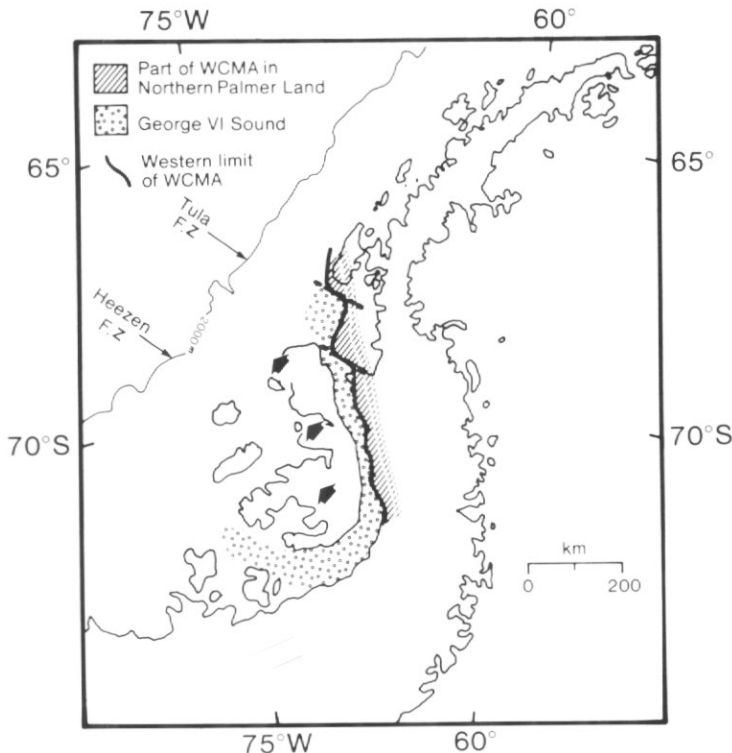 75°W
60°
Part of WCMA in
Northern Palmer Land
George VI Sound
Western limit
of WCMA
65°
65°
Tula
F.Z
Heezen
F.Z
2000m
70°S
70°S
km
0 200
75°W
60°